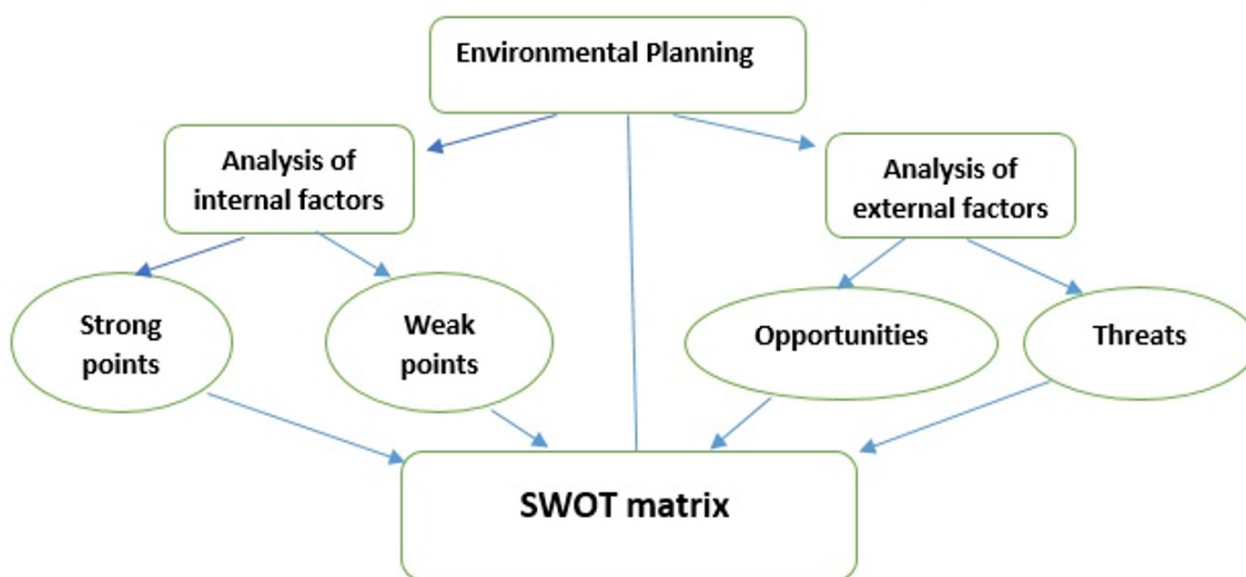 Environmental Planning
Analysis of
internal factors
Analysis of
external factors
Strong
points
Weak
points
Opportunities
Threats
SWOT matrix